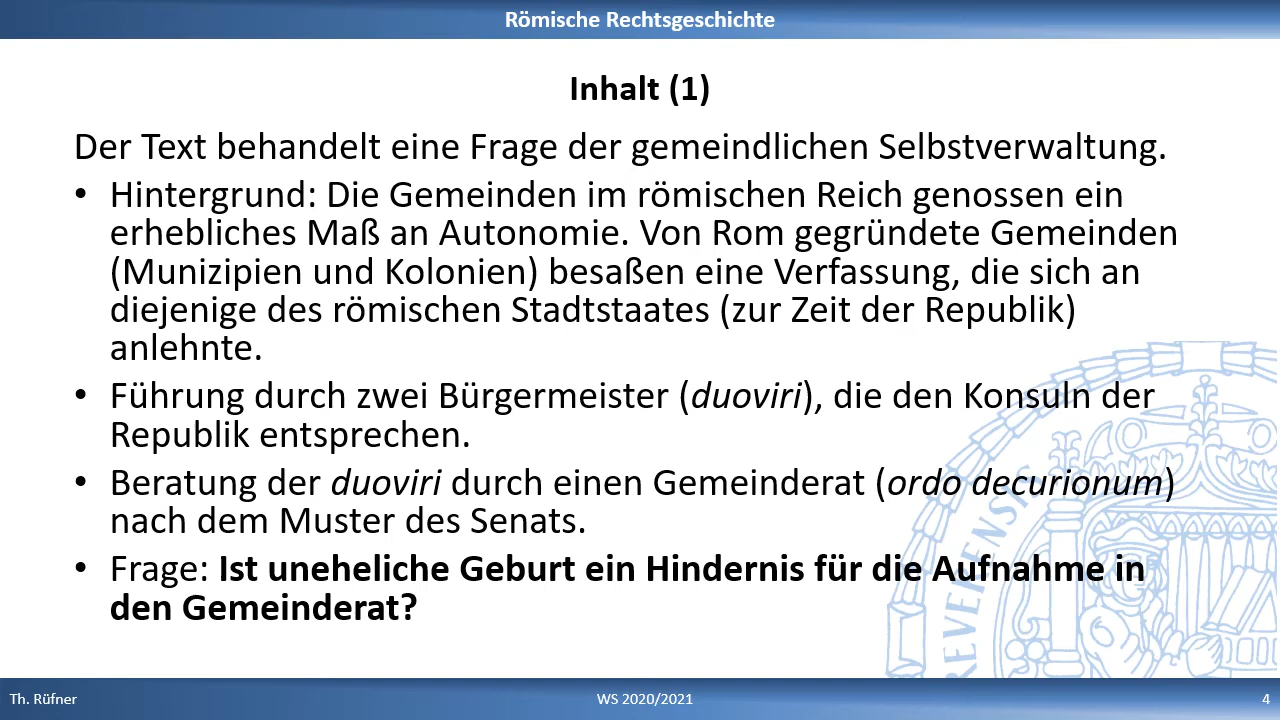 Römische Rechtsgeschichte
Inhalt (1)
Der Text behandelt eine Frage der gemeindlichen Selbstverwaltung.
• Hintergrund: Die Gemeinden im römischen Reich genossen ein
erhebliches Maß an Autonomie. Von Rom gegründete Gemeinden
(Munizipien und Kolonien) besaßen eine Verfassung, die sich an
diejenige des römischen Stadtstaates (zur Zeit der Republik)
anlehnte.
• Führung durch zwei Bürgermeister (duoviri), die den Konsuln der
Republik entsprechen.
• Beratung der duoviri durch einen Gemeinderat (ordo decurionum)
nach dem Muster des Senats.
• Frage: Ist uneheliche Geburt ein Hindernis für die Aufnahme in
den Gemeinderat?
Th. Rüfner
WS 2020/2021
4